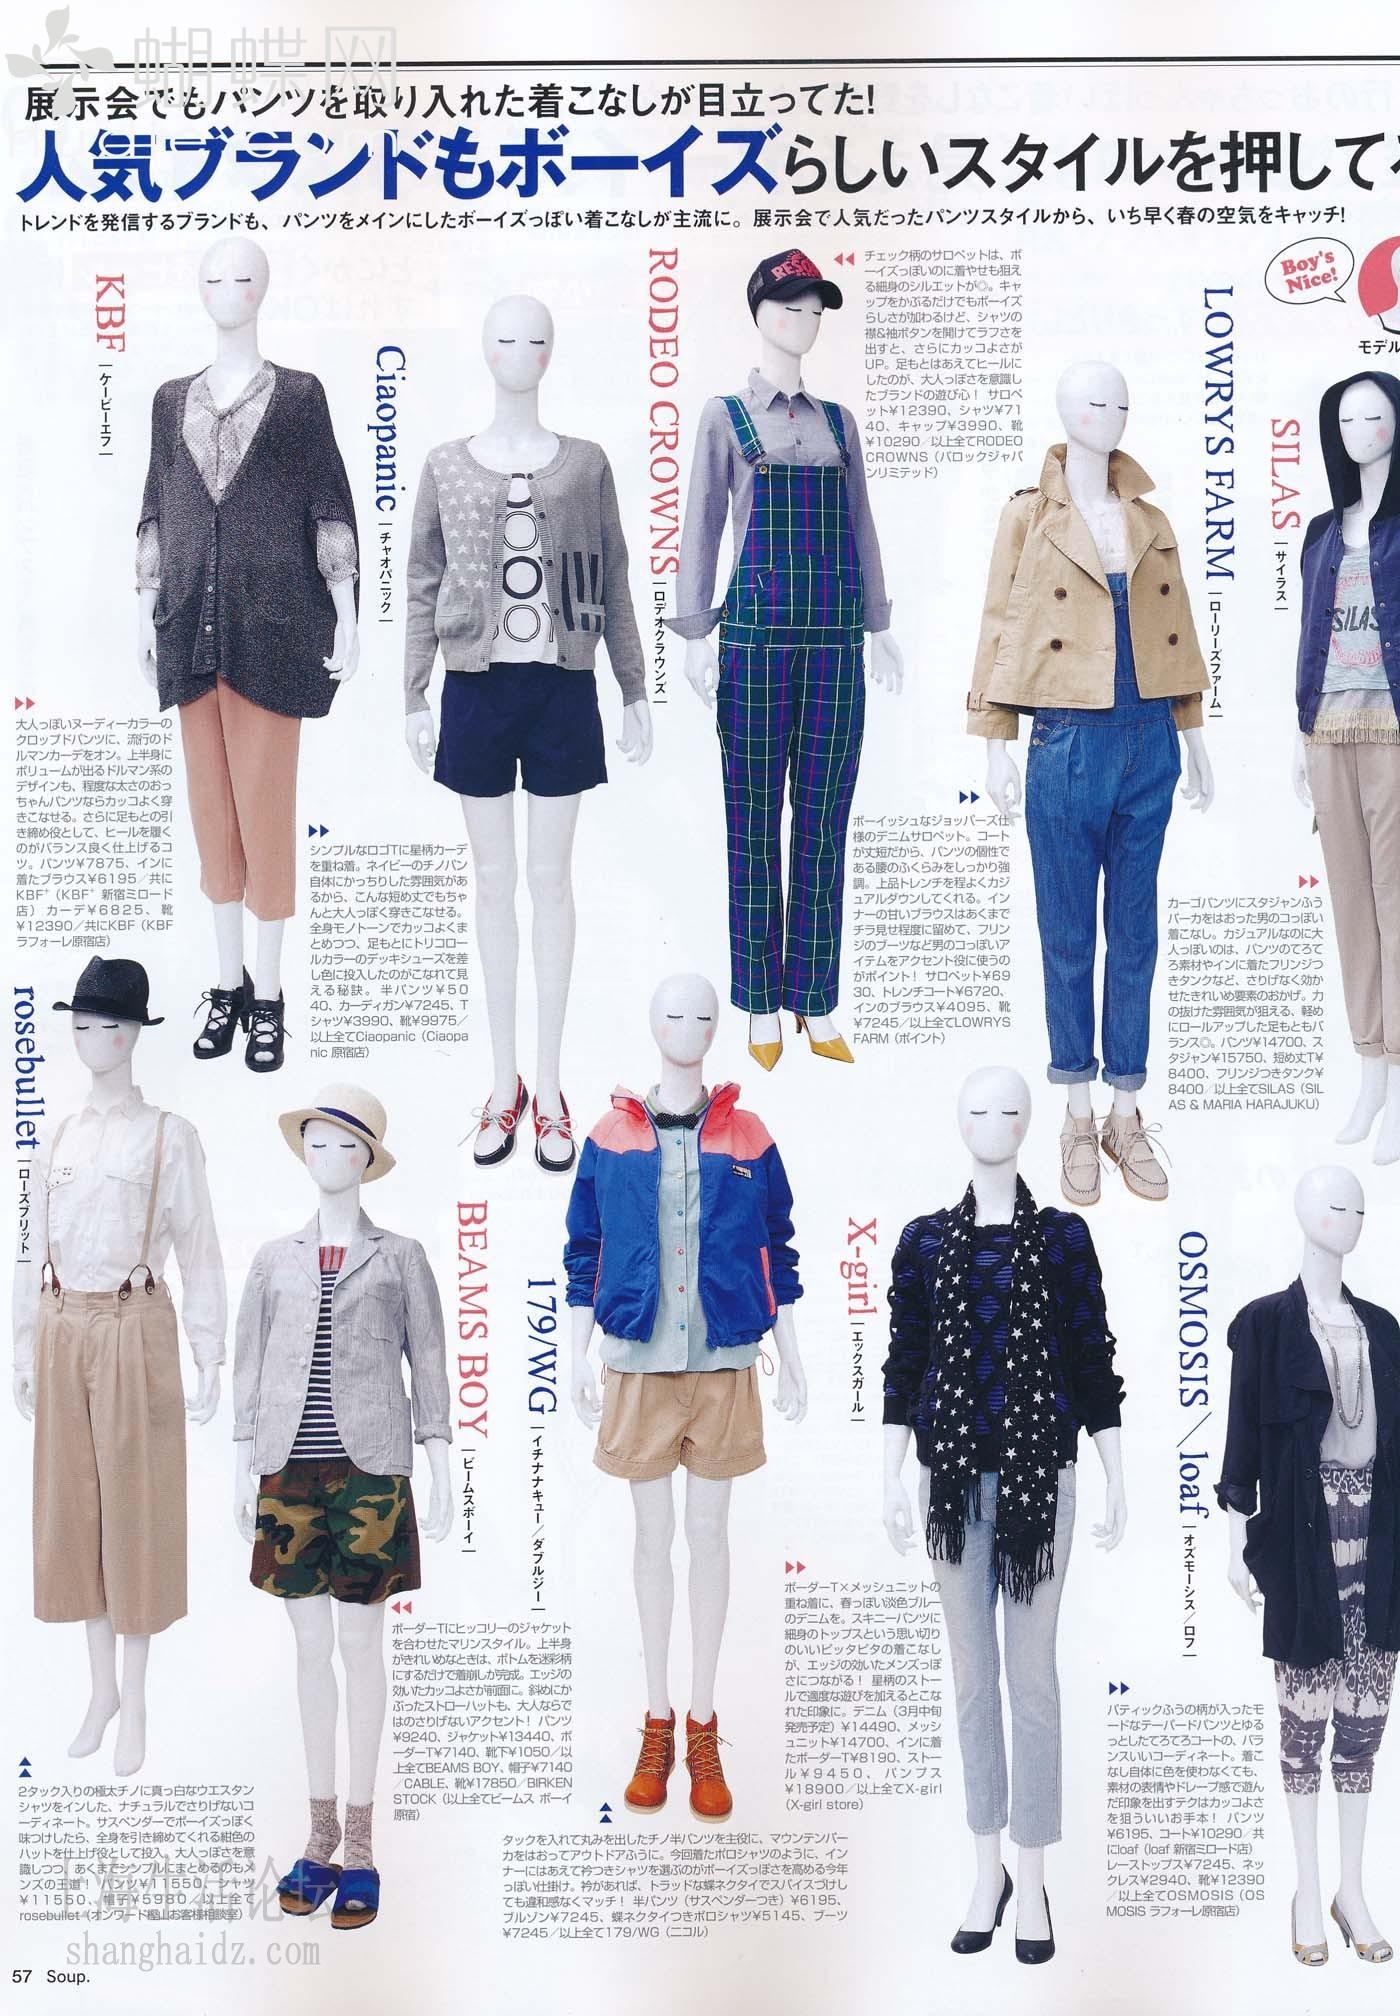 蝴蝶网
展示会でもパンツを取り入れた着こなしが目立ってた!
人気ブランドもボーイズらしいスタイルを押して
トレンドを発信するブランドも、パンツをメインにしたボーイズっぽい着こなしが主流に。展示会で人気だったパンツスタイルから、いち早く春の空気をキャッチ!
KBF
ケービーエフ
大人っぽいヌーディーカラーの
クロップドパンツに、流行のド
ルマンカーデをオン。上半身に
ボリュームが出るドルマン系の
デザインも、程度な太さのおっ
ちゃんパンツならカッコよく穿
きこなせる。さらに足もとの引
き締め役として、ヒールを履く
のがバランス良く仕上げるコ
ツ。パンツ¥7875、インに
着たブラウス¥6195/共に
KBF⁺(KBF⁺ 新宿ミロード
店) カーデ¥6825、靴
¥12390/共にKBF(KBF
ラフォーレ原宿店)
Ciaopanic
チャオパニック
シンプルなロゴTに星柄カーデ
を重ね着。ネイビーのチノパン
自体にかっちりした雰囲気があ
るから、こんな短め丈でもちゃ
んと大人っぽく穿きこなせる。
全身モノトーンでカッコよくま
とめつつ、足もとにトリコロー
ルカラーのデッキシューズを差
し色に投入したのがこなれて見
える秘訣。半パンツ¥50
40、カーディガン¥7245、T
シャツ¥3990、靴¥9975/
以上全てCiaopanic(Ciaopa
nic 原宿店)
RODEO CROWNS
ロデオクラウンズ
チェック柄のサロペットは、ボ
ーイズっぽいのに着やせも狙え
る細身のシルエットが◎。キャ
ップをかぶるだけでもボーイズ
らしさが加わるけど、シャツの
襟&袖ボタンを開けてラフさを
出すと、さらにカッコよさが
UP。足もとはあえてヒールに
したのが、大人っぽさを意識し
たブランドの遊び心! サロペ
ット¥12390、シャツ¥71
40、キャップ¥3990、靴
¥10290/以上全てRODEO
CROWNS(バロックジャパ
ンリミテッド)
LOWRYS FARM
ローリーズファーム
ボーイッシュなジョッパーズ仕
様のデニムサロペット。コート
が丈短だから、パンツの個性で
ある腰のふくらみをしっかり強
調。上品トレンチを程よくカジ
ュアルダウンしてくれる。イン
ナーの甘いブラウスはあくまで
チラ見せ程度に留めて、フリン
ジのブーツなど男のコっぽいア
イテムをアクセント役に使うの
がポイント! サロペット¥69
30、トレンチコート¥6720、
インのブラウス¥4095、靴
¥7245/以上全てLOWRYS
FARM(ポイント)
Boy's
Nice!
モデル
SILAS
サイラス
SILAS
カーゴパンツにスタジャンふう
パーカをはおった男のコっぽい
着こなし。カジュアルなのに大
人っぽいのは、パンツのてろて
ろ素材やインに着たフリンジつ
きタンクなど、さりげなく効か
せたきれいめ要素のおかげ。力
の抜けた雰囲気が狙える、軽め
にロールアップした足もともバ
ランス◎。パンツ¥14700、ス
タジャン¥15750、短め丈T¥
8400、フリンジつきタンク¥
8400/以上全てSILAS(SIL
AS & MARIA HARAJUKU)
rosebullet
ローズブリット
2タック入りの極太チノに真っ白なウエスタン
シャツをインした、ナチュラルでさりげないコ
ーディネート。サスペンダーでボーイズっぽく
味つけしたら、全身を引き締めてくれる紺色の
ハットを仕上げ役として投入。大人っぽさを意
識しつつ、あくまでシンプルにまとめるのもメ
ンズの王道! パンツ¥11550、シャツ
¥11550、帽子¥5980/以上全て
rosebullet(オンワード樫山お客様相談室)
BEAMS BOY
ビームスボーイ
ボーダーTにヒッコリーのジャケット
を合わせたマリンスタイル。上半身
がきれいめなときは、ボトムを迷彩柄
にするだけで着崩しが完成。エッジの
効いたカッコよさが前面に。斜めにか
ぶったストローハットも、大人ならで
はのさりげないアクセント! パンツ
¥9240、ジャケット¥13440、ボ
ーダーT¥7140、靴下¥1050/以
上全てBEAMS BOY、帽子¥7140
/CABLE、靴¥17850/BIRKEN
STOCK(以上全てビームス ボーイ
原宿)
179/WG
イチナナキュー/ダブルジー
タックを入れて丸みを出したチノ半パンツを主役に、マウンテンパー
カをはおってアウトドアふうに。今回着たポロシャツのように、イン
ナーにはあえて衿つきシャツを選ぶのがボーイズっぽさを高める今年
っぽい仕掛け。衿があれば、トラッドな蝶ネクタイでスパイスづけし
ても違和感なくマッチ! 半パンツ(サスペンダーつき)¥6195、
ブルゾン¥7245、蝶ネクタイつきポロシャツ¥5145、ブーツ
¥7245/以上全て179/WG(ニコル)
X-girl
エックスガール
ボーダーT×メッシュニットの
重ね着に、春っぽい淡色ブルー
のデニムを。スキニーパンツに
細身のトップスという思い切り
のいいピッタピタの着こなし
が、エッジの効いたメンズっぽ
さにつながる! 星柄のストー
ルで適度な遊びを加えるとこな
れた印象に。デニム(3月中旬
発売予定)¥14490、メッシ
ュニット¥14700、インに着
たボーダーT¥8190、ストー
ル¥9450、パンプス
¥18900/以上全てX-girl
(X-girl store)
OSMOSIS/loaf
オズモーシス/ロフ
バティックふうの柄が入ったモ
ードなテーパードパンツとゆる
っとしたてろてろコートの、バラ
ンスいいコーディネート。着こ
なし自体に色を使わなくても、
素材の表情やドレープ感で遊ん
だ印象を出すテクはカッコよさ
を狙ういいお手本! パンツ
¥6195、コート¥10290/共
にloaf(loaf 新宿ミロード店)
レーストップス¥7245、ネッ
クレス¥2940、靴¥12390
/以上全てOSMOSIS(OS
MOSIS ラフォーレ原宿店)
shanghaidz.com
57 Soup.